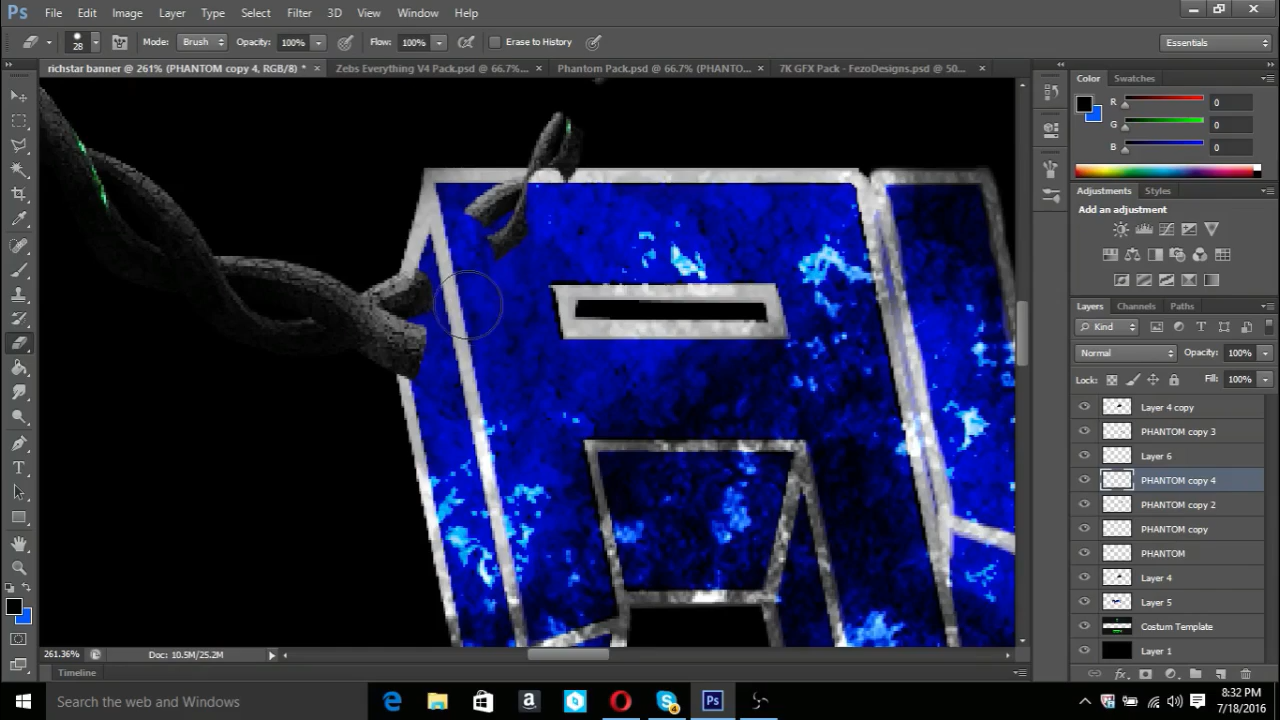 Ps File Edit Image Layer Type Select Filter 3D View Window Help
28 Mode: Brush Opacity: 100% Flow: 100% Erase to History Essentials
richstar banner @ 261% (PHANTOM copy 4, RGB/8) * × Zebs Everything V4 Pack.psd @ 66.7%... × Phantom Pack.psd @ 66.7% (PHANTO... × 7K GFX Pack - FezoDesigns.psd @ 50... ×
Color Swatches
R 0
G 0
B 0
Adjustments Styles
Add an adjustment
Layers Channels Paths
Kind
Normal Opacity: 100%
Lock: Fill: 100%
Layer 4 copy
PHANTOM copy 3
Layer 6
PHANTOM copy 4
PHANTOM copy 2
PHANTOM copy
PHANTOM
Layer 4
Layer 5
Costum Template
Layer 1
261.36% Doc: 10.5M/25.2M
Timeline
Search the web and Windows
8:32 PM
7/18/2016